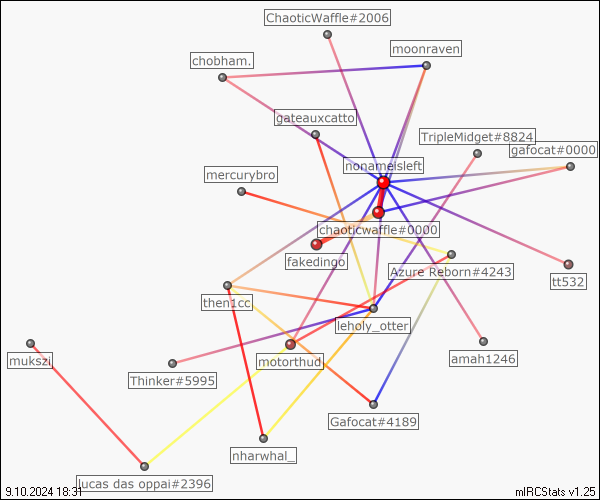 ChaoticWaffle#2006
moonraven
chobham.
gateauxcatto
TripleMidget#8824
gafocat#0000
nonameisleft
mercurybro
chaoticwaffle#0000
fakedingo
Azure Reborn#4243
tt532
then1cc
leholy_otter
mukszi
motorthud
amah1246
Thinker#5995
Gafocat#4189
nharwhal_
lucas das oppai#2396
9.10.2024 18:31
mIRCStats v1.25